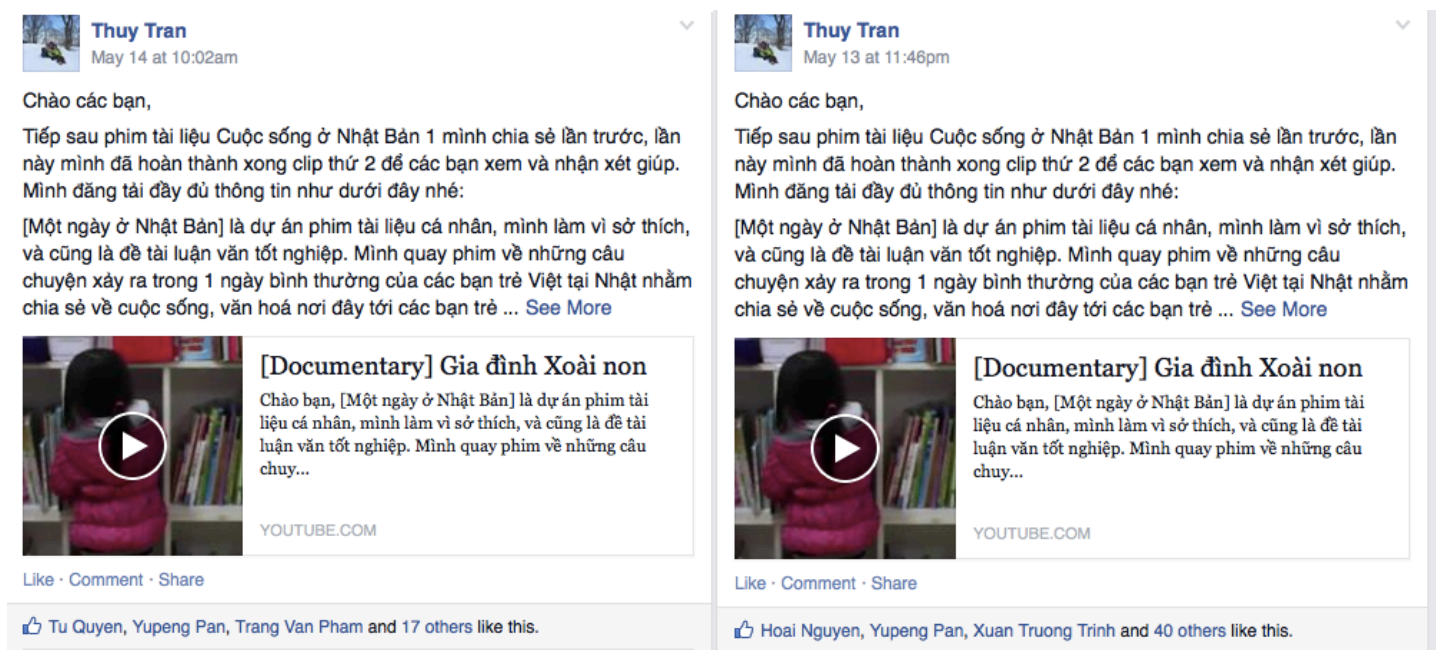 Thuy Tran
May 14 at 10:02am
Chào các bạn,
Tiếp sau phim tài liệu Cuộc sống ở Nhật Bản 1 mình chia sẻ lần trước, lần
này mình đã hoàn thành xong clip thứ 2 để các bạn xem và nhận xét giúp.
Mình đăng tải đầy đủ thông tin như dưới đây nhé:
[Một ngày ở Nhật Bản] là dự án phim tài liệu cá nhân, mình làm vì sở thích,
và cũng là đề tài luận văn tốt nghiệp. Mình quay phim về những câu
chuyện xảy ra trong 1 ngày bình thường của các bạn trẻ Việt tại Nhật nhằm
chia sẻ về cuộc sống, văn hoá nơi đây tới các bạn trẻ ... See More
[Documentary] Gia đình Xoài non
Chào bạn, [Một ngày ở Nhật Bản] là dự án phim tài
liệu cá nhân, mình làm vì sở thích, và cũng là đề tài
luận văn tốt nghiệp. Mình quay phim về những câu
chuy...
YOUTUBE.COM
Like · Comment · Share
Tu Quyen, Yupeng Pan, Trang Van Pham and 17 others like this.
Thuy Tran
May 13 at 11:46pm
Chào các bạn,
Tiếp sau phim tài liệu Cuộc sống ở Nhật Bản 1 mình chia sẻ lần trước, lần
này mình đã hoàn thành xong clip thứ 2 để các bạn xem và nhận xét giúp.
Mình đăng tải đầy đủ thông tin như dưới đây nhé:
[Một ngày ở Nhật Bản] là dự án phim tài liệu cá nhân, mình làm vì sở thích,
và cũng là đề tài luận văn tốt nghiệp. Mình quay phim về những câu
chuyện xảy ra trong 1 ngày bình thường của các bạn trẻ Việt tại Nhật nhằm
chia sẻ về cuộc sống, văn hoá nơi đây tới các bạn trẻ ... See More
[Documentary] Gia đình Xoài non
Chào bạn, [Một ngày ở Nhật Bản] là dự án phim tài
liệu cá nhân, mình làm vì sở thích, và cũng là đề tài
luận văn tốt nghiệp. Mình quay phim về những câu
chuy...
YOUTUBE.COM
Like · Comment · Share
Hoai Nguyen, Yupeng Pan, Xuan Truong Trinh and 40 others like this.